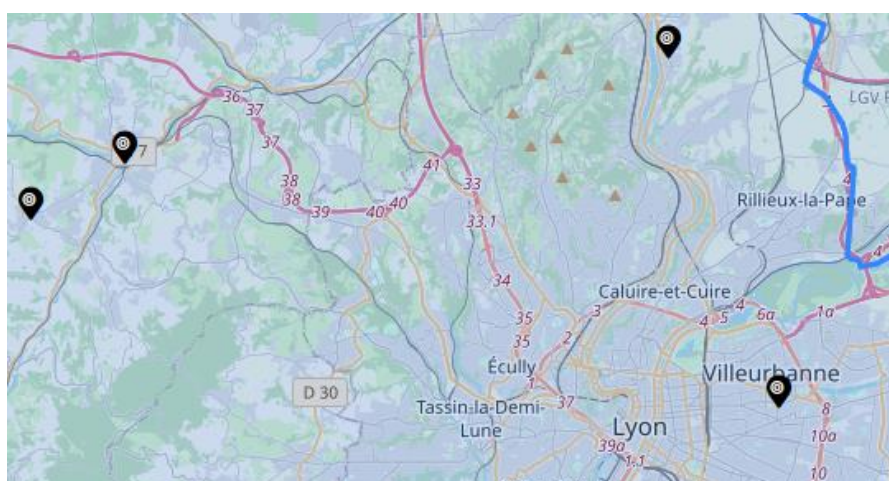 36
37
7
37
41
38
33
4
38
40
39
40
33.1
Rillieux-la-Pape
4
34
Caluire-et-Cuire
3
4
35
4
5
6a
1a
2
35
Écully
Villeurbanne
1
D 30
Tassin-la-Demi-
Lune
37
8
Lyon
10a
39a
1.1
10